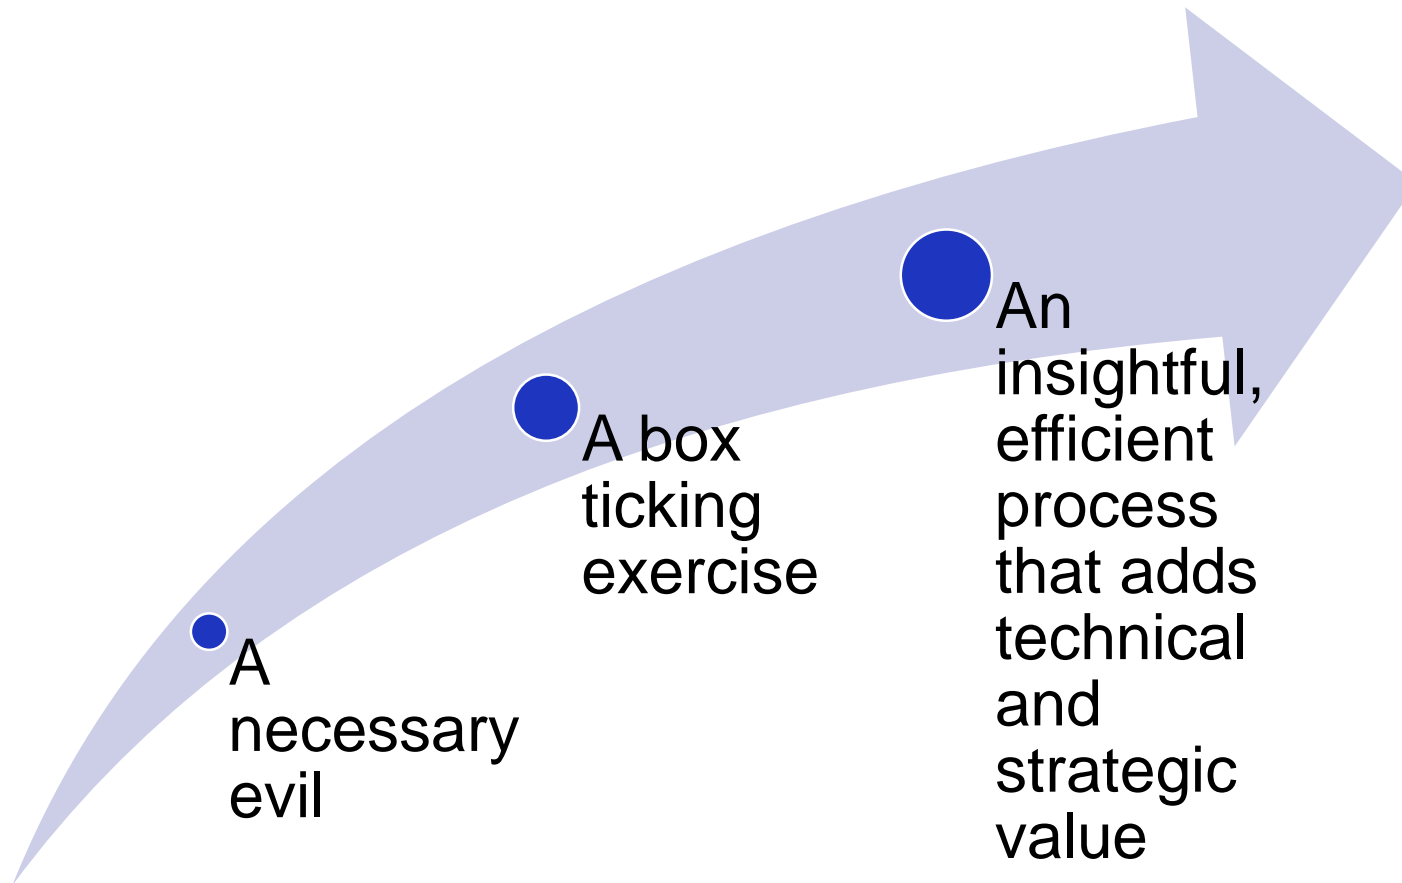 A
necessary
evil
A box
ticking
exercise
An
insightful,
efficient
process
that adds
technical
and
strategic
value